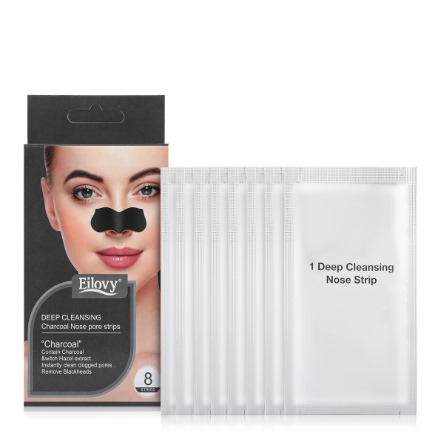 Eilovy®
DEEP CLEANSING
Charcoal Nose pore strips
"Charcoal"
Contain Charcoal
&witch Hazel extract...
Instantly clean clogged pores...
Remove Blackheads
8
STRIPS
1 Deep Cleansing
Nose Strip